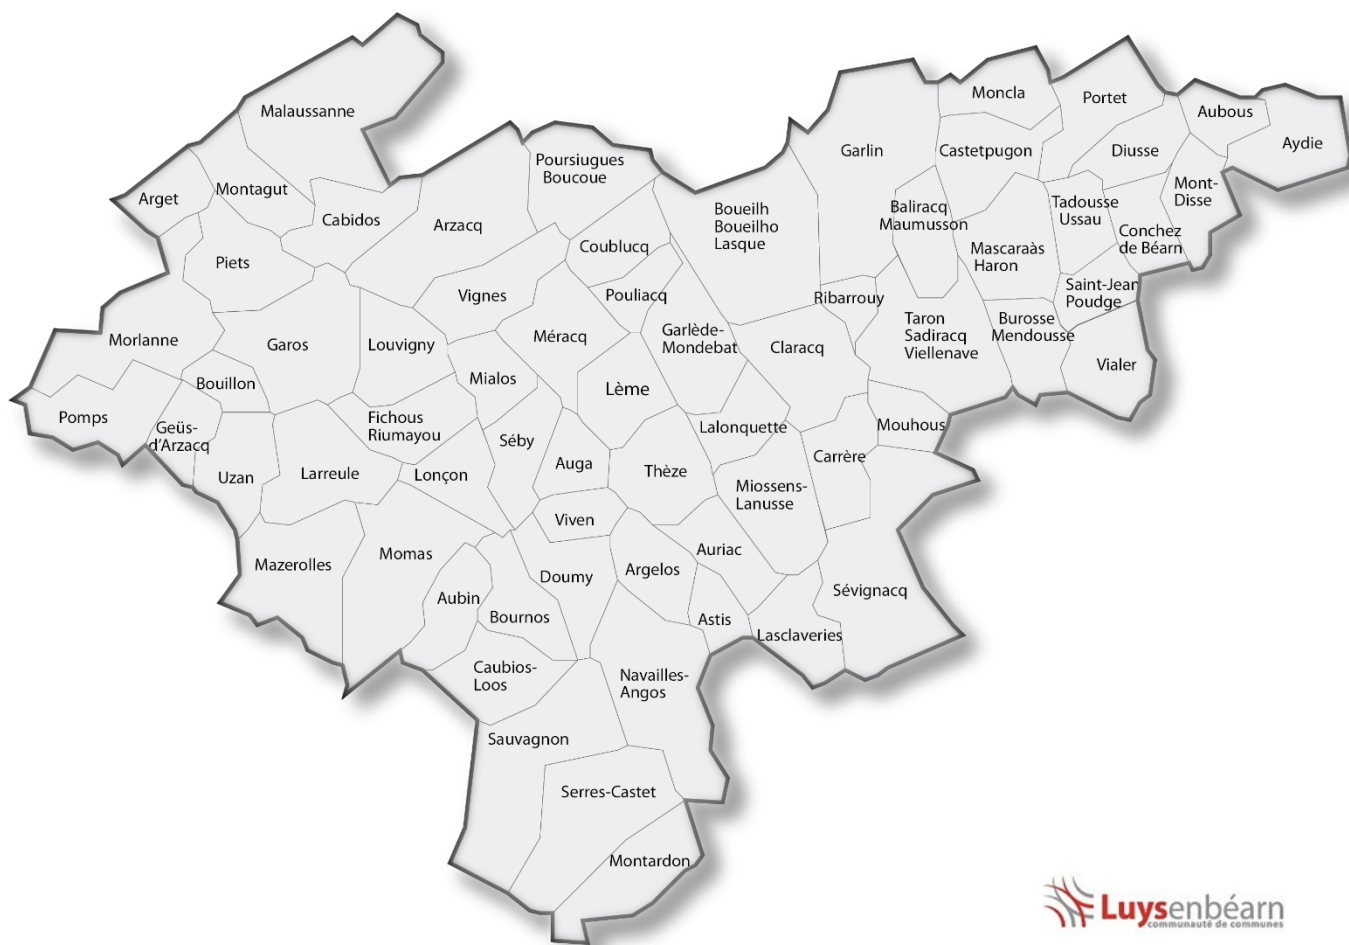 Malaussanne
Moncla
Portet
Aubous
Aydie
Garlin
Castetpugon
Diusse
Poursiugues
Boucoue
Montagut
Arget
Mont-
Disse
Cabidos
Arzacq
Boueilh
Boueilho
Lasque
Baliracq
Maumusson
Tadousse
Ussau
Conchez
de Béarn
Coublucq
Mascaraàs
Haron
Piets
Vignes
Pouliacq
Ribarrouy
Saint-Jean
Poudge
Morlanne
Garos
Louvigny
Méracq
Garlède-
Mondebat
Claracq
Taron
Sadiracq
Viellenave
Burosse
Mendousse
Vialer
Bouillon
Mialos
Lème
Pomps
Geüs-
d'Arzacq
Fichous
Riumayou
Séby
Lalonquette
Mouhous
Uzan
Larreule
Lonçon
Auga
Thèze
Carrère
Miossens-
Lanusse
Viven
Mazerolles
Momas
Auriac
Doumy
Argelos
Sévignacq
Aubin
Bournos
Astis
Lasclaveries
Caubios-
Loos
Navailles-
Angos
Sauvagnon
Serres-Castet
Montardon
Luysenbéarn
communauté de communes